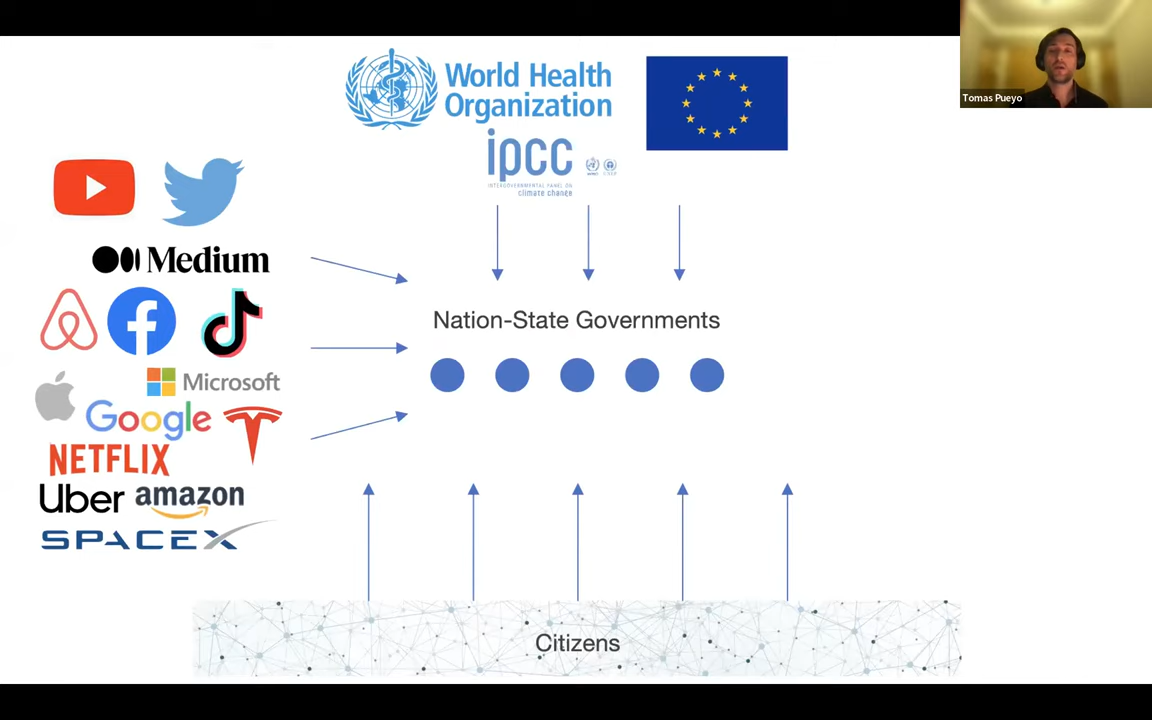 World Health
Organization
ipcc
INTERGOVERNMENTAL PANEL ON
climate change
Tomas Pueyo
Medium
Microsoft
Google
NETFLIX
Uber
amazon
SPACEX
Nation-State Governments
Citizens